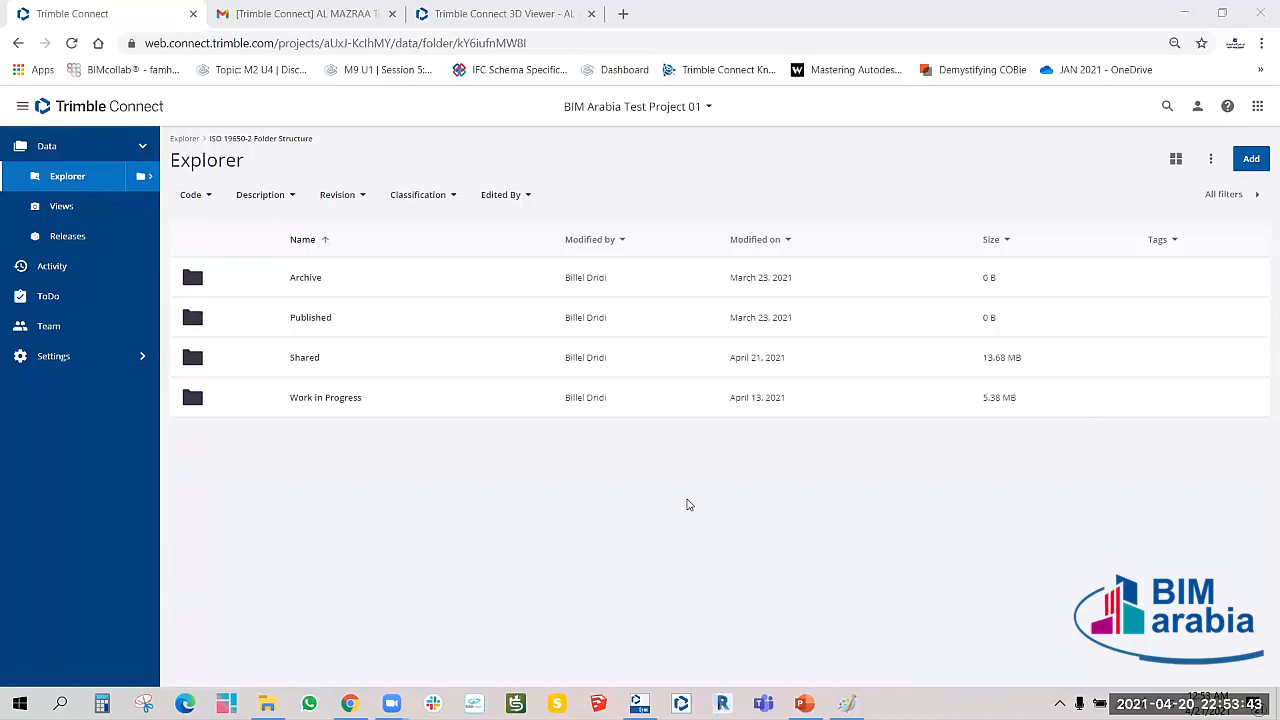 Trimble Connect
[Trimble Connect] AL MAZRAA T
Trimble Connect 3D Viewer - AL
web.connect.trimble.com/projects/aUxJ-KcIhMY/data/folder/kY6iufnMW8I
Apps
BIMcollab® - famh...
Topic: M2 U4 | Disc...
M9 U1 | Session 5:...
IFC Schema Specific...
Dashboard
Trimble Connect Kn...
Mastering Autodes...
Demystifying COBie
JAN 2021 - OneDrive
»
Trimble Connect
BIM Arabia Test Project 01
Data
Explorer
Views
Releases
Activity
ToDo
Team
Settings
Explorer > ISO 19650-2 Folder Structure
Explorer
Add
Code
Description
Revision
Classification
Edited By
All filters
Name
Modified by
Modified on
Size
Tags
Archive
Billel Dridi
March 23, 2021
0 B
Published
Billel Dridi
March 23, 2021
0 B
Shared
Billel Dridi
April 21, 2021
13.68 MB
Work in Progress
Billel Dridi
April 13, 2021
5.38 MB
BIM
arabia
12:53 AM
2021-04-20 22:53:43